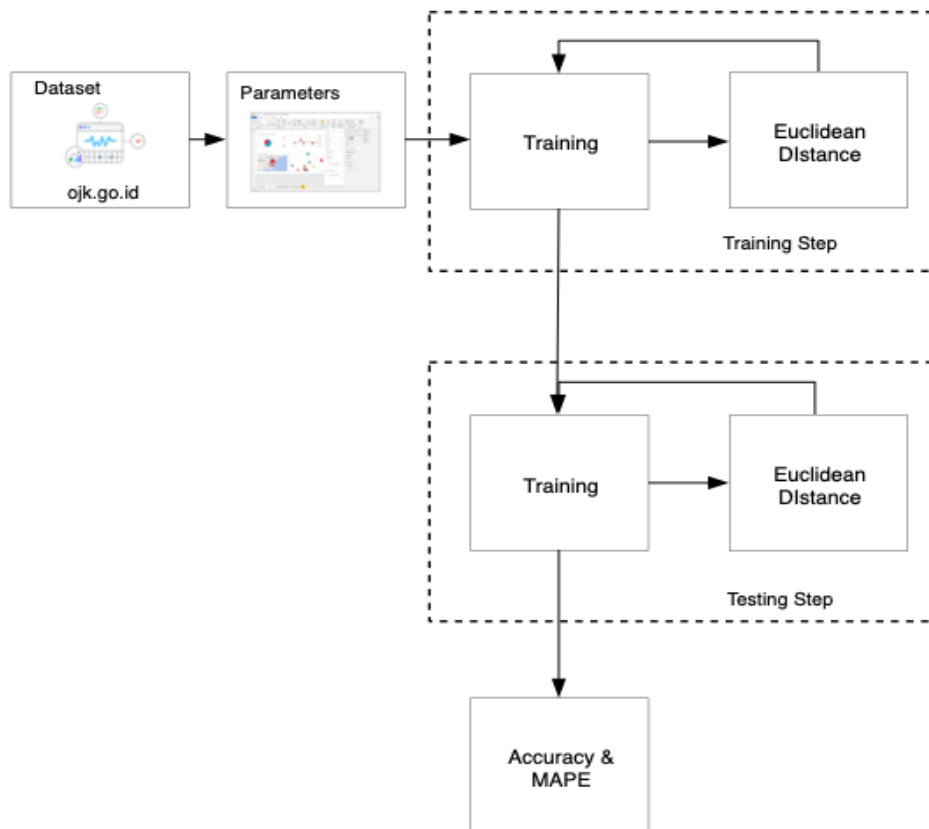 Dataset
ojk.go.id
Parameters
Training
Euclidean
DIstance
Training Step
Training
Euclidean
DIstance
Testing Step
Accuracy &
MAPE